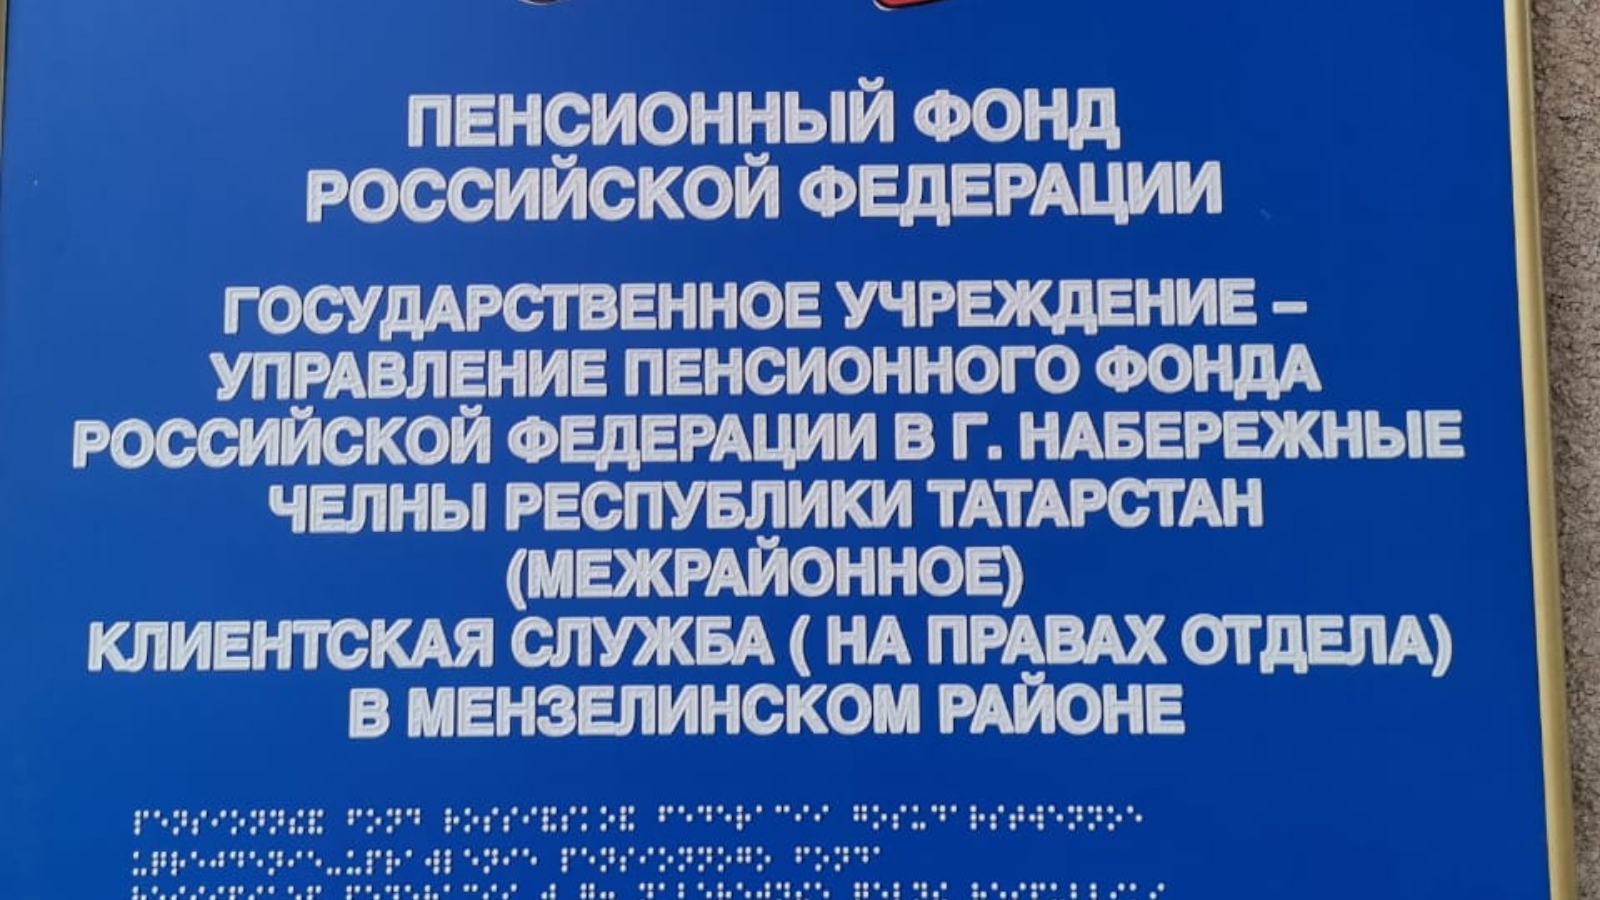 ПЕНСИОННЫЙ ФОНД
РОССИЙСКОЙ ФЕДЕРАЦИИ
ГОСУДАРСТВЕННОЕ УЧРЕЖДЕНИЕ –
УПРАВЛЕНИЕ ПЕНСИОННОГО ФОНДА
РОССИЙСКОЙ ФЕДЕРАЦИИ В Г. НАБЕРЕЖНЫЕ
ЧЕЛНЫ РЕСПУБЛИКИ ТАТАРСТАН
(МЕЖРАЙОННОЕ)
КЛИЕНТСКАЯ СЛУЖБА ( НА ПРАВАХ ОТДЕЛА)
В МЕНЗЕЛИНСКОМ РАЙОНЕ